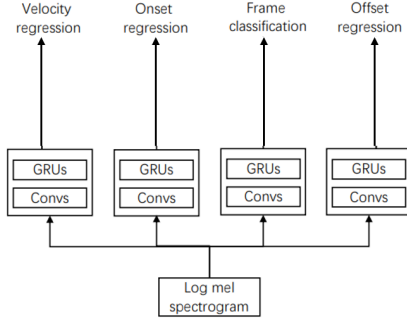 Velocity
regression
Onset
regression
Frame
classification
Offset
regression
GRUs
Convs
GRUs
Convs
GRUs
Convs
GRUs
Convs
Log mel
spectrogram